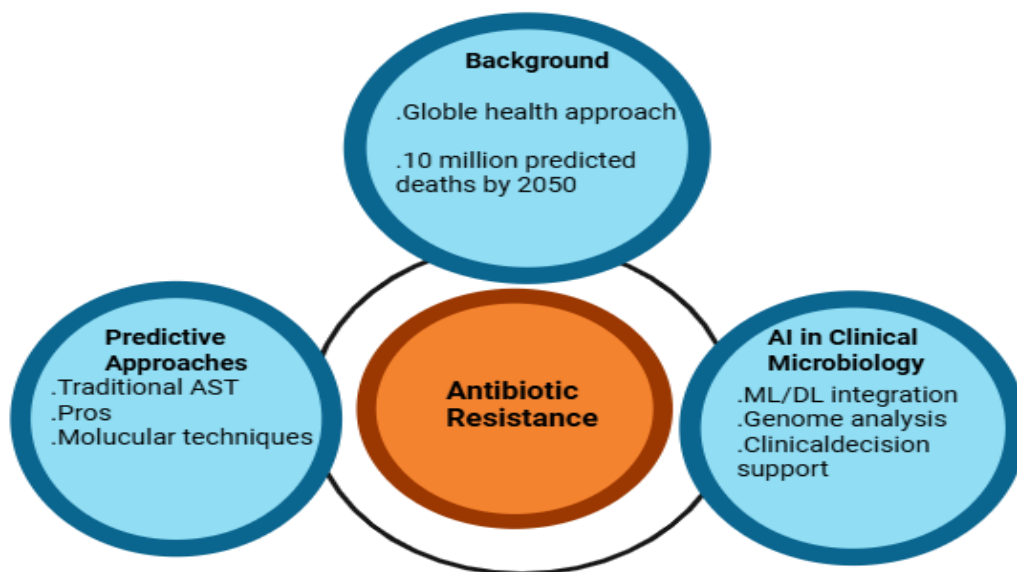 Background
.Globle health approach
.10 million predicted
deaths by 2050
Predictive
Approaches
.Traditional AST
.Pros
.Molucular techniques
Antibiotic
Resistance
AI in Clinical
Microbiology
.ML/DL integration
.Genome analysis
.Clinicaldecision
support